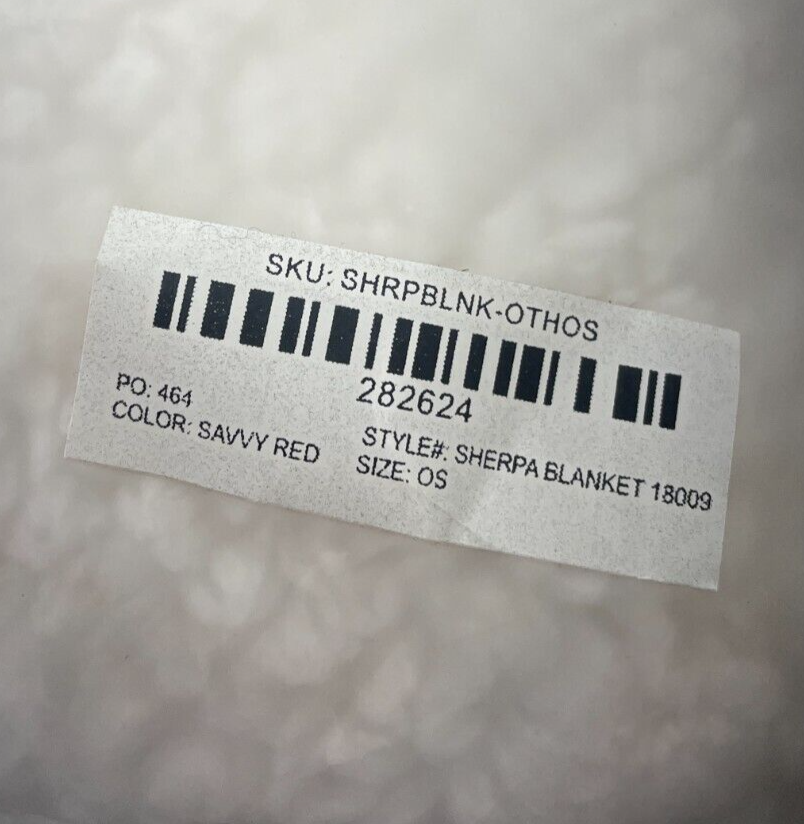 SKU: SHRPBLNK-OTHOS
282624
PO: 464
COLOR: SAVVY RED
STYLE#: SHERPA BLANKET 18009
SIZE: OS